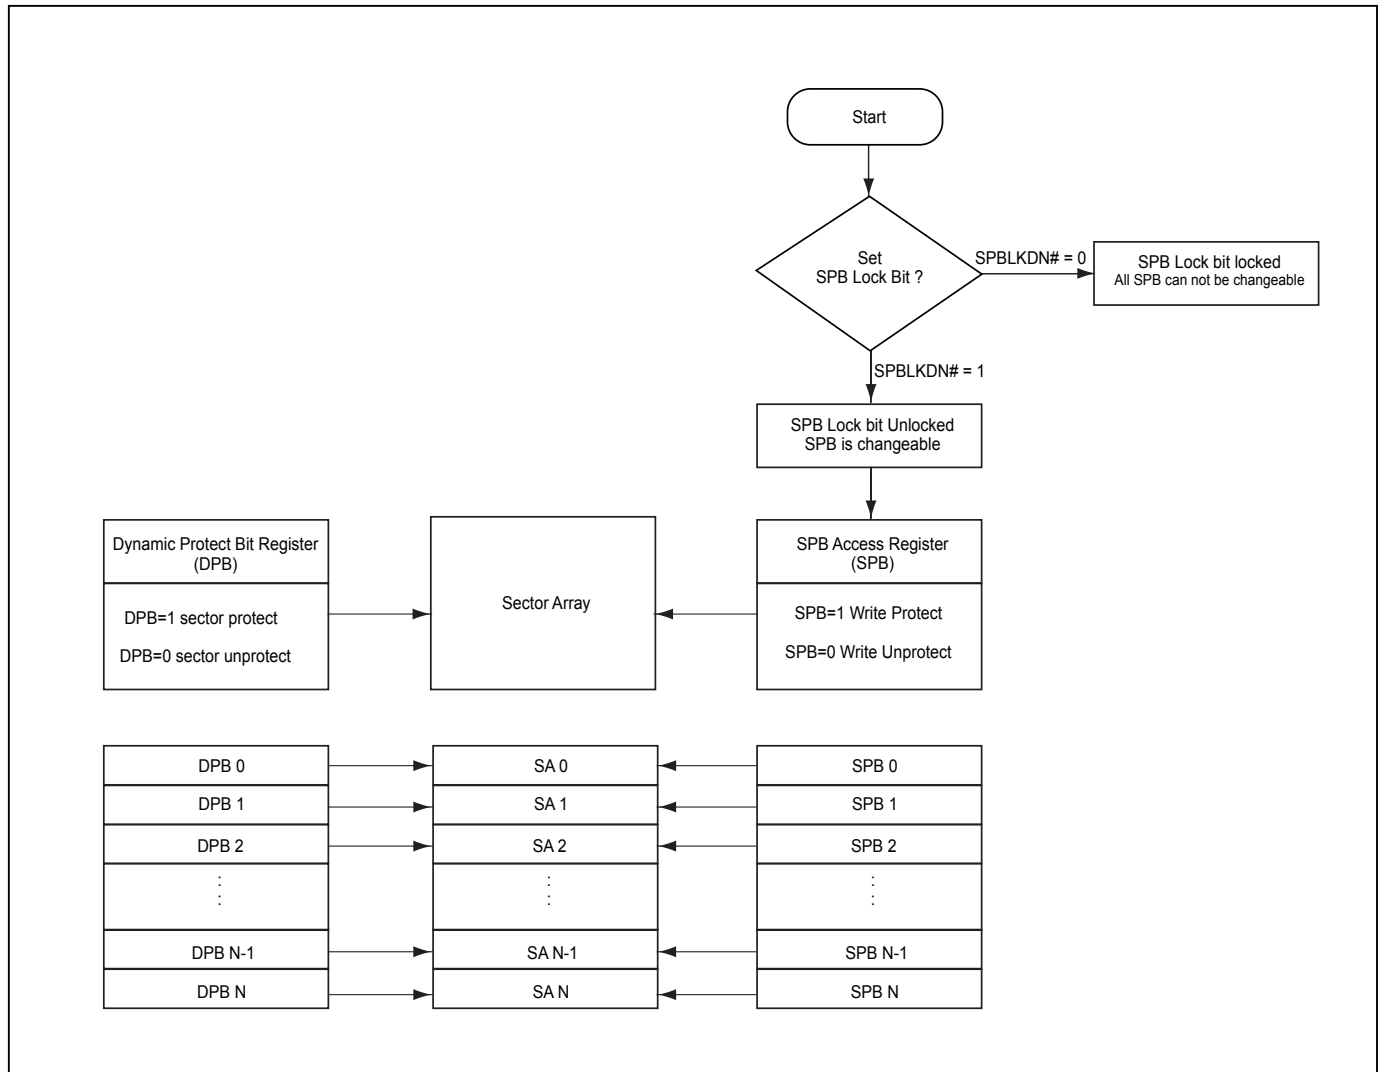 Start
Set
SPB Lock Bit ?
SPBLKDN# = 0
SPB Lock bit locked
All SPB can not be changeable
SPBLKDN# = 1
SPB Lock bit Unlocked
SPB is changeable
Dynamic Protect Bit Register
(DPB)
DPB=1 sector protect
DPB=0 sector unprotect
Sector Array
SPB Access Register
(SPB)
SPB=1 Write Protect
SPB=0 Write Unprotect
DPB 0
SA 0
SPB 0
DPB 1
SA 1
SPB 1
DPB 2
SA 2
SPB 2
DPB N-1
SA N-1
SPB N-1
DPB N
SA N
SPB N